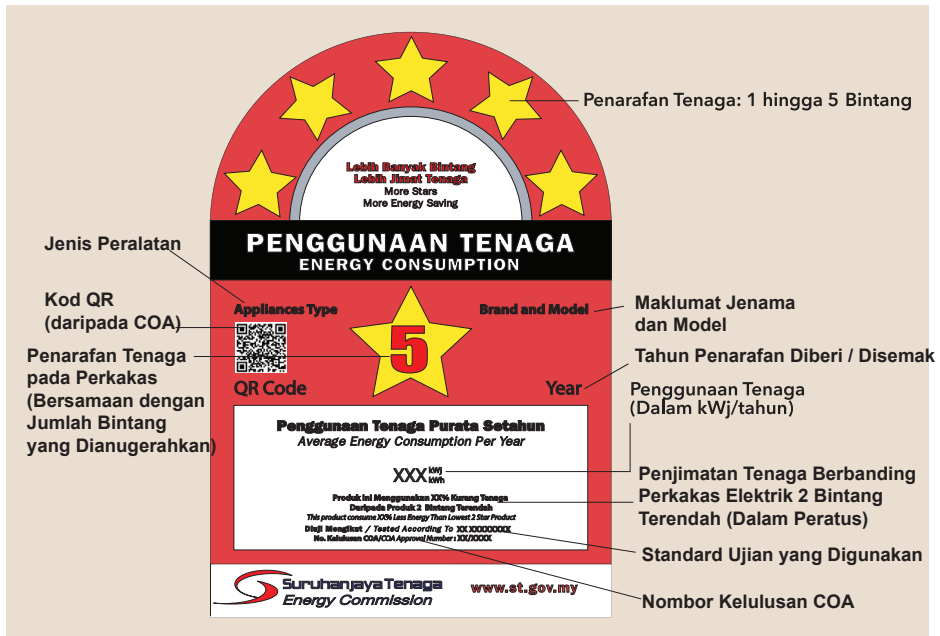 Penarafan Tenaga: 1 hingga 5 Bintang
Lebih Banyak Bintang
Lebih Jimat Tenaga
More Stars
More Energy Saving
PENGGUNAAN TENAGA
ENERGY CONSUMPTION
Jenis Peralatan
Kod QR
(daripada COA)
Penarafan Tenaga
pada Perkakas
(Bersamaan dengan
Jumlah Bintang
yang Dianugerahkan)
Appliances Type
QR Code
5
Brand and Model
Year
Maklumat Jenama
dan Model
Tahun Penarafan Diberi / Disemak
Penggunaan Tenaga
(Dalam kWj/tahun)
Penggunaan Tenaga Purata Setahun
Average Energy Consumption Per Year
XXX kWj
kWh
Produk Ini Menggunakan XX% Kurang Tenaga
Daripada Produk 2 Bintang Terendah
This product consume XX% Less Energy Than Lowest 2 Star Product
Diuji Mengikut / Tested According To XX XXXXXXXX
No. Kelulusan COA/COA Approval Number : XX/XXXX
Penjimatan Tenaga Berbanding
Perkakas Elektrik 2 Bintang
Terendah (Dalam Peratus)
Standard Ujian yang Digunakan
Nombor Kelulusan COA
Suruhanjaya Tenaga
Energy Commission
www.st.gov.my